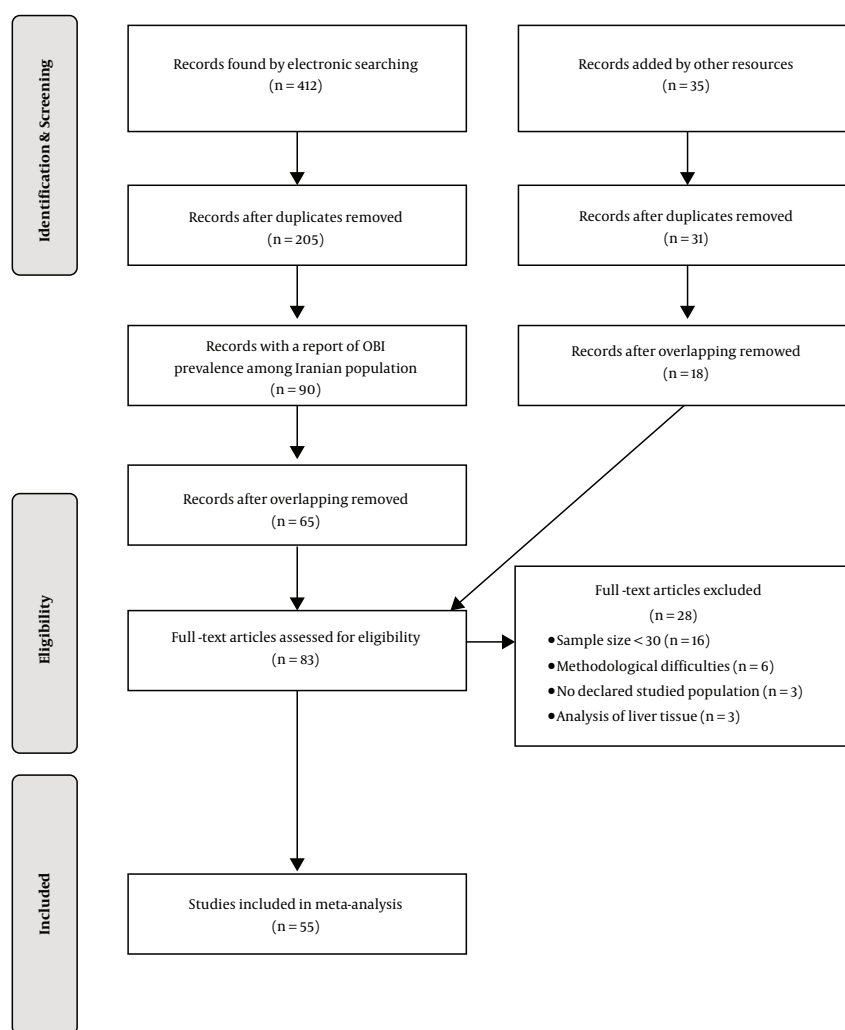 Identification & Screening
Records found by electronic searching
(n = 412)
Records added by other resources
(n = 35)
Records after duplicates removed
(n = 205)
Records after duplicates removed
(n = 31)
Records with a report of OBI
prevalence among Iranian population
(n = 90)
Records after overlapping remowed
(n = 18)
Records after overlapping removed
(n = 65)
Eligibility
Full -text articles assessed for eligibility
(n = 83)
Full -text articles excluded
(n = 28)
●Sample size < 30 (n = 16)
●Methodological difficulties (n = 6)
●No declared studied population (n = 3)
●Analysis of liver tissue (n = 3)
Included
Studies included in meta-analysis
(n = 55)